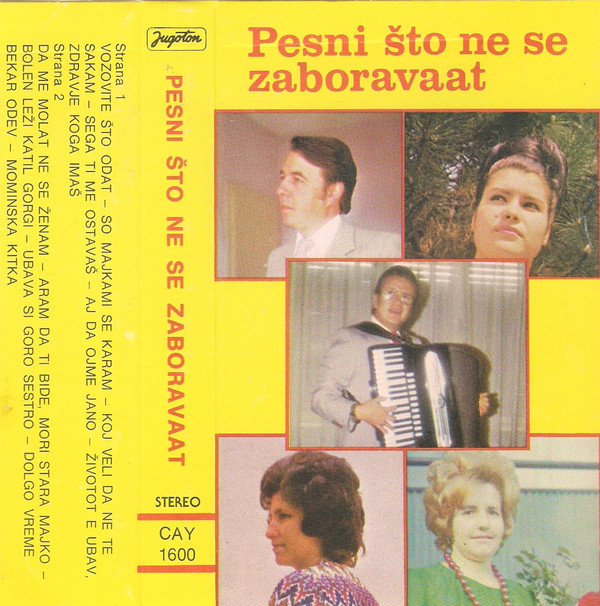 Strana 1
VOZOVITE ŠTO ODAT – SO MAJKAMI SE KARAM – KOJ VELI DA NE TE
SAKAM – SEGA TI ME OSTAVAŠ – AJ DA OJME JANO – ŽIVOTOT E UBAV,
ZDRAVJE KOGA IMAŠ
Strana 2
DA ME MOLAT NE SE ŽENAM – ARAM DA TI BIDE, MORI STARA MAJKO –
BOLEN LEŽI KATIL GORGI – UBAVA SI GORO SESTRO – DOLGO VREME
BEKAR ODEV – MOMINSKA KITKA
Jugoton
PESNI ŠTO NE SE ZABORAVAAT
STEREO
CAY
1600
Pesni što ne se
zaboravaat